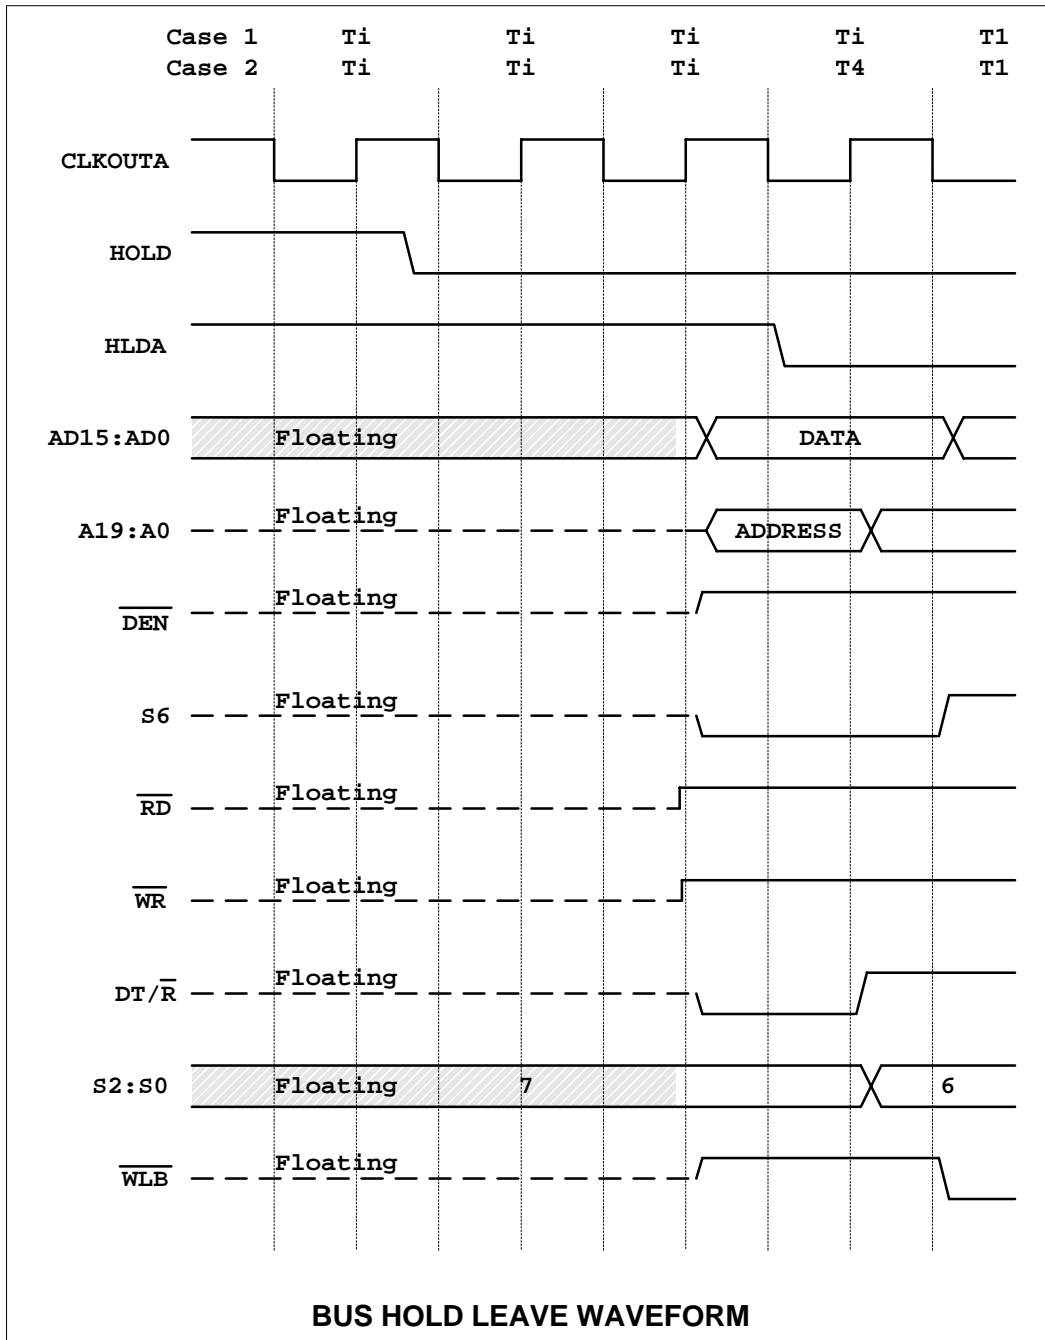 Case 1 Ti Ti Ti Ti T1
Case 2 Ti Ti Ti T4 T1
CLKOUTA
HOLD
HLDA
AD15:AD0 Floating DATA
A19:A0 Floating ADDRESS
DEN Floating
S6 Floating
RD Floating
WR Floating
DT/R Floating
S2:S0 Floating 7 6
WLB Floating
BUS HOLD LEAVE WAVEFORM